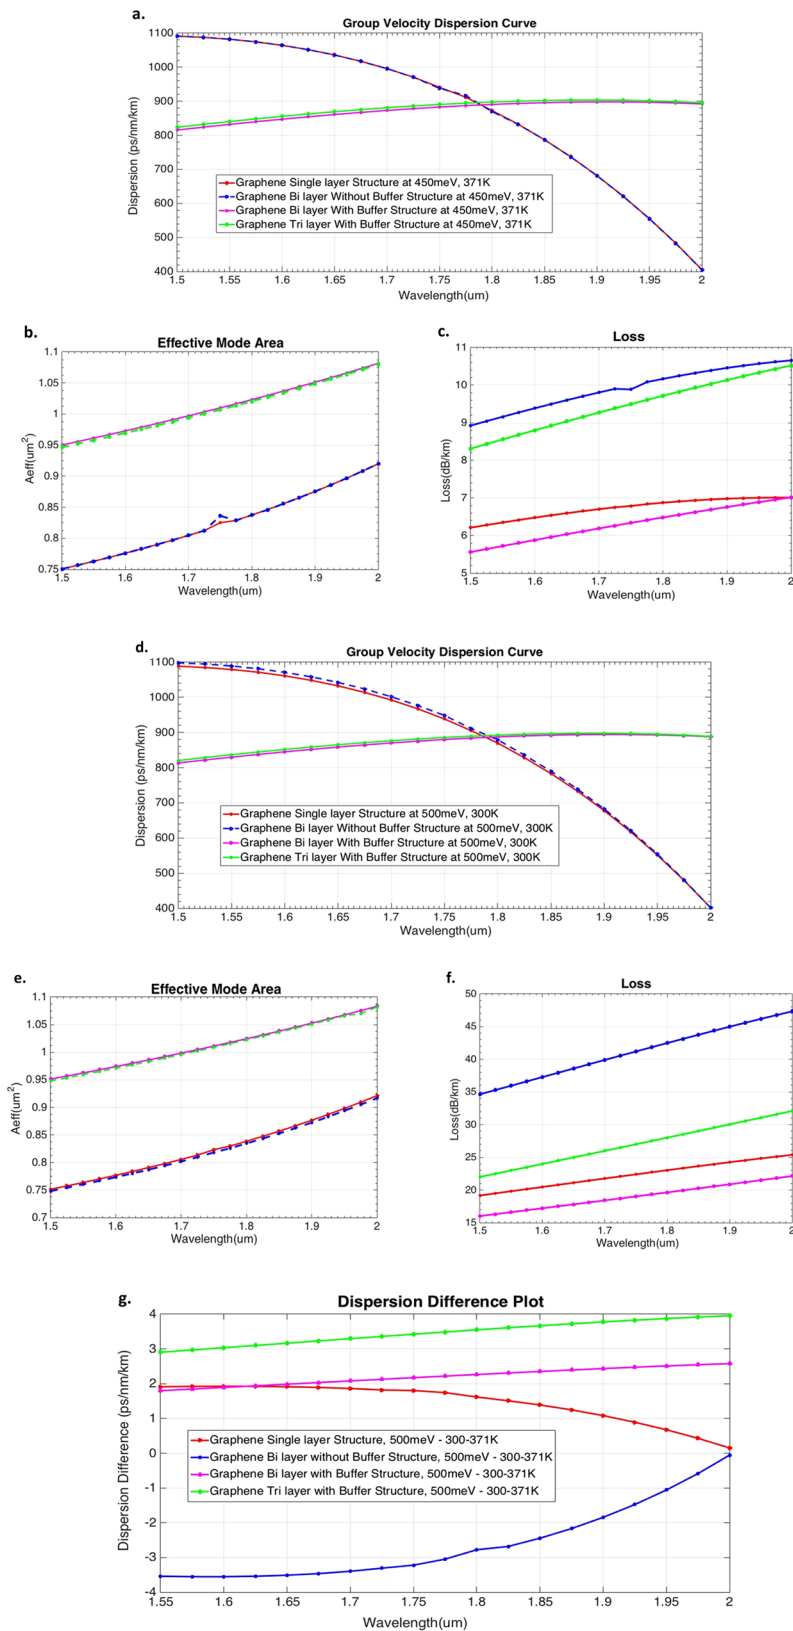 a.
Group Velocity Dispersion Curve
1100
1000
900
800
700
600
500
400
Dispersion (ps/nm/km)
Graphene Single layer Structure at 450meV, 371K
Graphene Bi layer Without Buffer Structure at 450meV, 371K
Graphene Bi layer With Buffer Structure at 450meV, 371K
Graphene Tri layer With Buffer Structure at 450meV, 371K
1.5 1.55 1.6 1.65 1.7 1.75 1.8 1.85 1.9 1.95 2
Wavelength(um)
b.
Effective Mode Area
1.1
1.05
1
0.95
0.9
0.85
0.8
0.75
Aeff(um²)
1.5 1.6 1.7 1.8 1.9 2
Wavelength(um)
c.
Loss
11
10
9
8
7
6
5
Loss(dB/km)
1.5 1.6 1.7 1.8 1.9 2
Wavelength(um)
d.
Group Velocity Dispersion Curve
1100
1000
900
800
700
600
500
400
Dispersion (ps/nm/km)
Graphene Single layer Structure at 500meV, 300K
Graphene Bi layer Without Buffer Structure at 500meV, 300K
Graphene Bi layer With Buffer Structure at 500meV, 300K
Graphene Tri layer With Buffer Structure at 500meV, 300K
1.5 1.55 1.6 1.65 1.7 1.75 1.8 1.85 1.9 1.95 2
Wavelength(um)
e.
Effective Mode Area
1.1
1.05
1
0.95
0.9
0.85
0.8
0.75
0.7
Aeff(um²)
1.5 1.6 1.7 1.8 1.9 2
Wavelength(um)
f.
Loss
50
45
40
35
30
25
20
15
Loss(dB/km)
1.5 1.6 1.7 1.8 1.9 2
Wavelength(um)
g.
Dispersion Difference Plot
4
3
2
1
0
-1
-2
-3
-4
Dispersion Difference (ps/nm/km)
Graphene Single layer Structure, 500meV - 300-371K
Graphene Bi layer without Buffer Structure, 500meV - 300-371K
Graphene Bi layer with Buffer Structure, 500meV - 300-371K
Graphene Tri layer with Buffer Structure, 500meV - 300-371K
1.55 1.6 1.65 1.7 1.75 1.8 1.85 1.9 1.95 2
Wavelength(um)